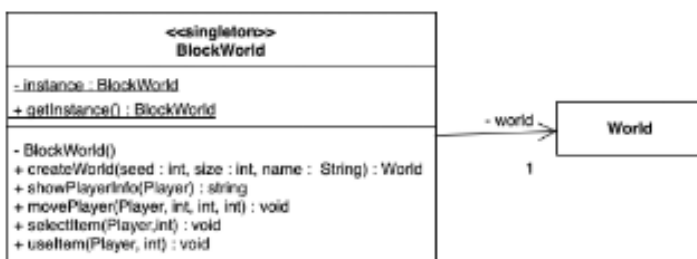 <<singleton>>
BlockWorld
- instance : BlockWorld
+ getInstance() : BlockWorld
- BlockWorld()
+ createWorld(seed : int, size : int, name : String) : World
+ showPlayerInfo(Player) : string
+ movePlayer(Player, int, int, int) : void
+ selectItem(Player,int) : void
+ useItem(Player, int) : void
- world
1
World